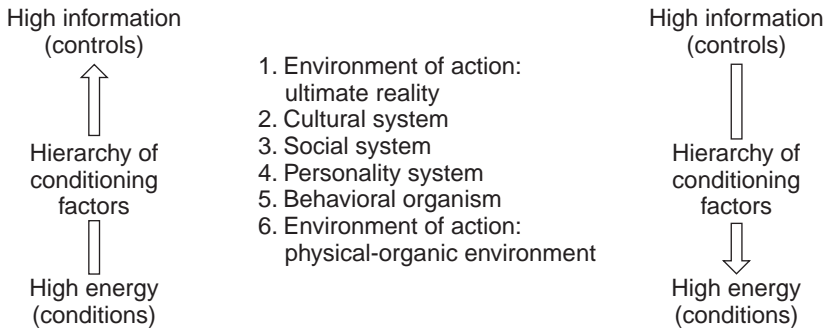 High information
(controls)
Hierarchy of
conditioning
factors
High energy
(conditions)
1. Environment of action:
ultimate reality
2. Cultural system
3. Social system
4. Personality system
5. Behavioral organism
6. Environment of action:
physical-organic environment
High information
(controls)
Hierarchy of
conditioning
factors
High energy
(conditions)